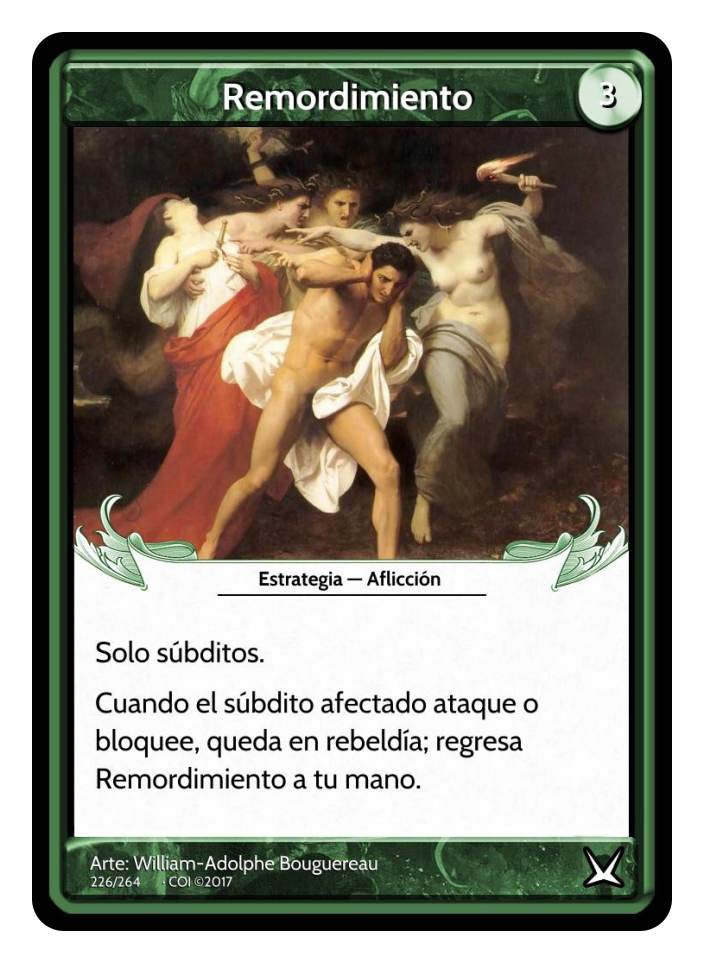 Remordimiento
3
Estrategia — Aflicción
Solo súbditos.
Cuando el súbdito afectado ataque o
bloquee, queda en rebeldía; regresa
Remordimiento a tu mano.
Arte: William-Adolphe Bouguereau
226/264 · COI ©2017